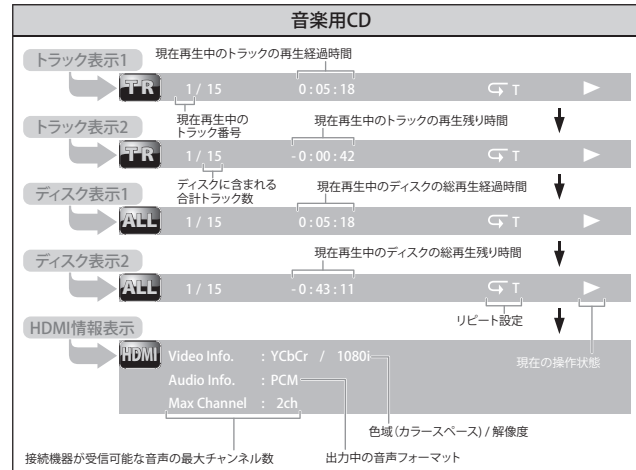 音楽用CD
トラック表示1
現在再生中のトラックの再生経過時間
TR 1 / 15 0 : 05 : 18 T
現在再生中の
トラック番号
トラック表示2
現在再生中のトラックの再生残り時間
TR 1 / 15 - 0 : 00 : 42 T
ディスクに含まれる
合計トラック数
ディスク表示1
現在再生中のディスクの総再生経過時間
ALL 1 / 15 0 : 05 : 18 T
ディスク表示2
現在再生中のディスクの総再生残り時間
ALL 1 / 15 - 0 : 43 : 11 T
リピート設定
HDMI情報表示
現在の操作状態
HDMI Video Info. : YCbCr / 1080i
Audio Info. : PCM
Max Channel : 2ch
色域（カラースペース）/ 解像度
接続機器が受信可能な音声の最大チャンネル数
出力中の音声フォーマット